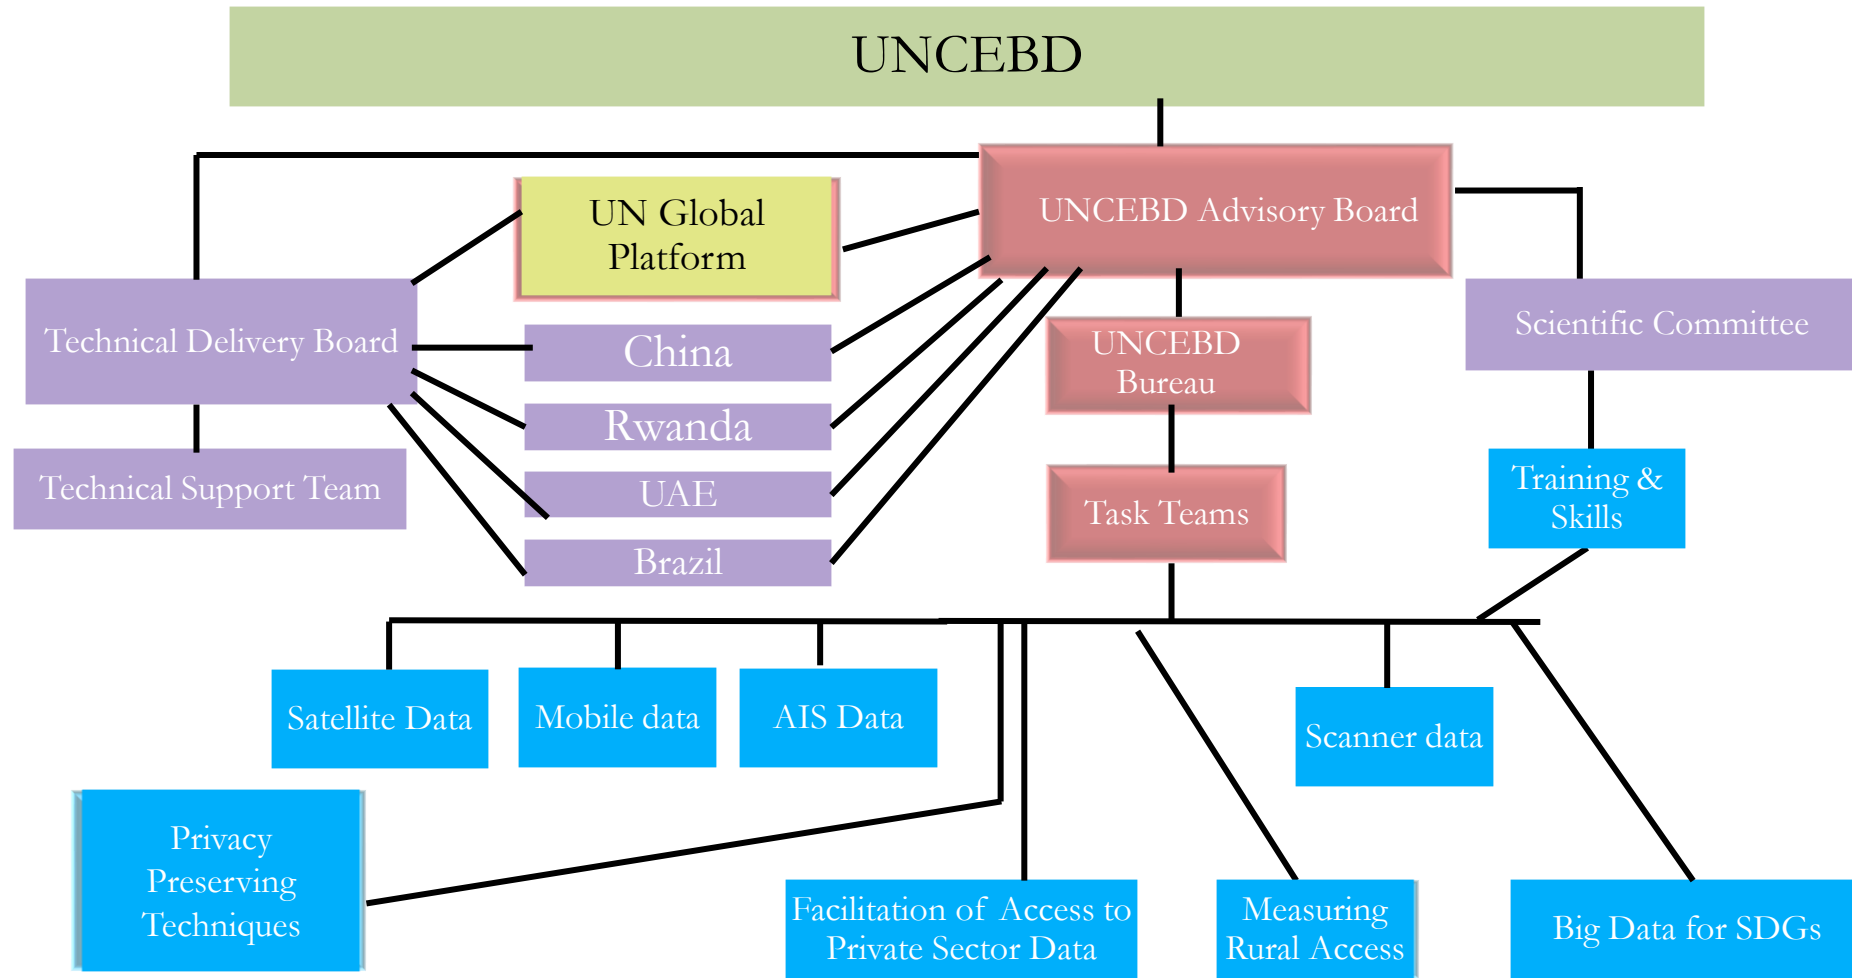 UNCEBD
UN Global
Platform
UNCEBD Advisory Board
Technical Delivery Board
China
UNCEBD
Bureau
Scientific Committee
Rwanda
Technical Support Team
UAE
Task Teams
Training &
Skills
Brazil
Satellite Data
Mobile data
AIS Data
Scanner data
Privacy
Preserving
Techniques
Facilitation of Access to
Private Sector Data
Measuring
Rural Access
Big Data for SDGs